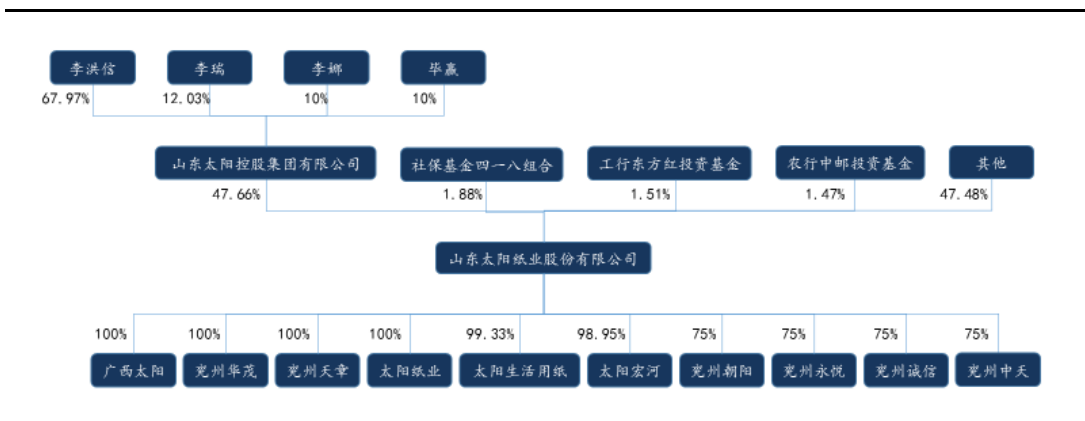 李洪信 李瑞 李娜 毕赢
67.97% 12.03% 10% 10%
山东太阳控股集团有限公司 社保基金四一八组合 工行东方红投资基金 农行中邮投资基金 其他
47.66% 1.88% 1.51% 1.47% 47.48%
山东太阳纸业股份有限公司
100% 100% 100% 100% 99.33% 98.95% 75% 75% 75% 75%
广西太阳 兖州华茂 兖州天章 太阳纸业 太阳生活用纸 太阳宏河 兖州朝阳 兖州永悦 兖州诚信 兖州中天